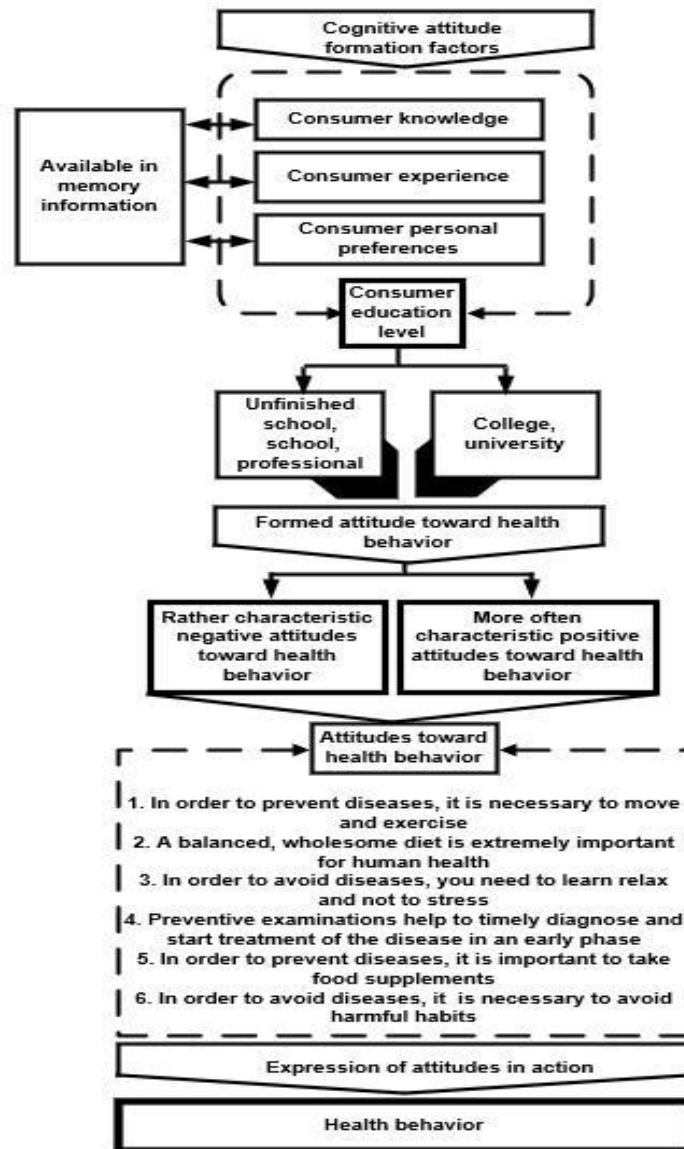 Cognitive attitude
formation factors
Consumer knowledge
Available in
memory
information
Consumer experience
Consumer personal
preferences
Consumer
education
level
Unfinished
school,
school,
professional
College,
university
Formed attitude toward health
behavior
Rather characteristic
negative attitudes
toward health
behavior
More often
characteristic positive
attitudes toward health
behavior
Attitudes toward
health behavior
1. In order to prevent diseases, it is necessary to move
and exercise
2. A balanced, wholesome diet is extremely important
for human health
3. In order to avoid diseases, you need to learn relax
and not to stress
4. Preventive examinations help to timely diagnose and
start treatment of the disease in an early phase
5. In order to prevent diseases, it is important to take
food supplements
6. In order to avoid diseases, it is necessary to avoid
harmful habits
Expression of attitudes in action
Health behavior